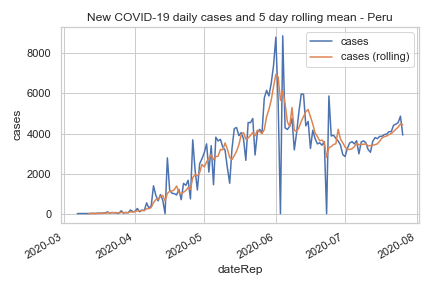 New COVID-19 daily cases and 5 day rolling mean - Peru
cases
cases (rolling)
8000
6000
4000
2000
0
cases
2020-03
2020-04
2020-05
2020-06
2020-07
2020-08
dateRep